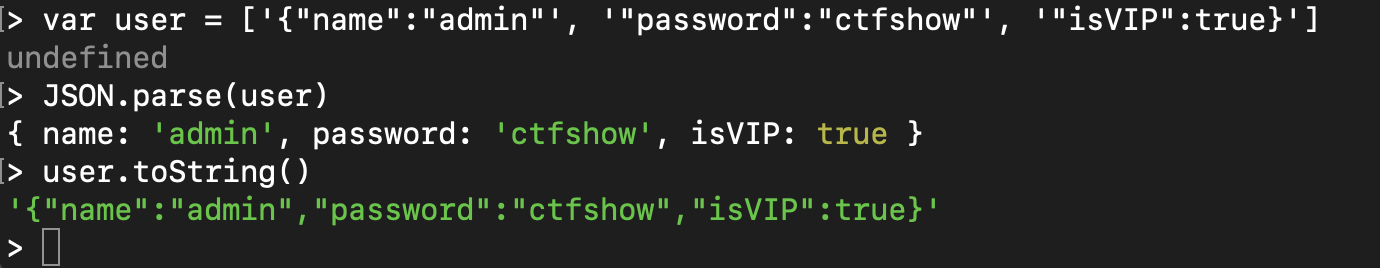 > var user = ['{"name":"admin"', '"password":"ctfshow"', '"isVIP":true}']
undefined
> JSON.parse(user)
{ name: 'admin', password: 'ctfshow', isVIP: true }
> user.toString()
'{"name":"admin","password":"ctfshow","isVIP":true}'
>